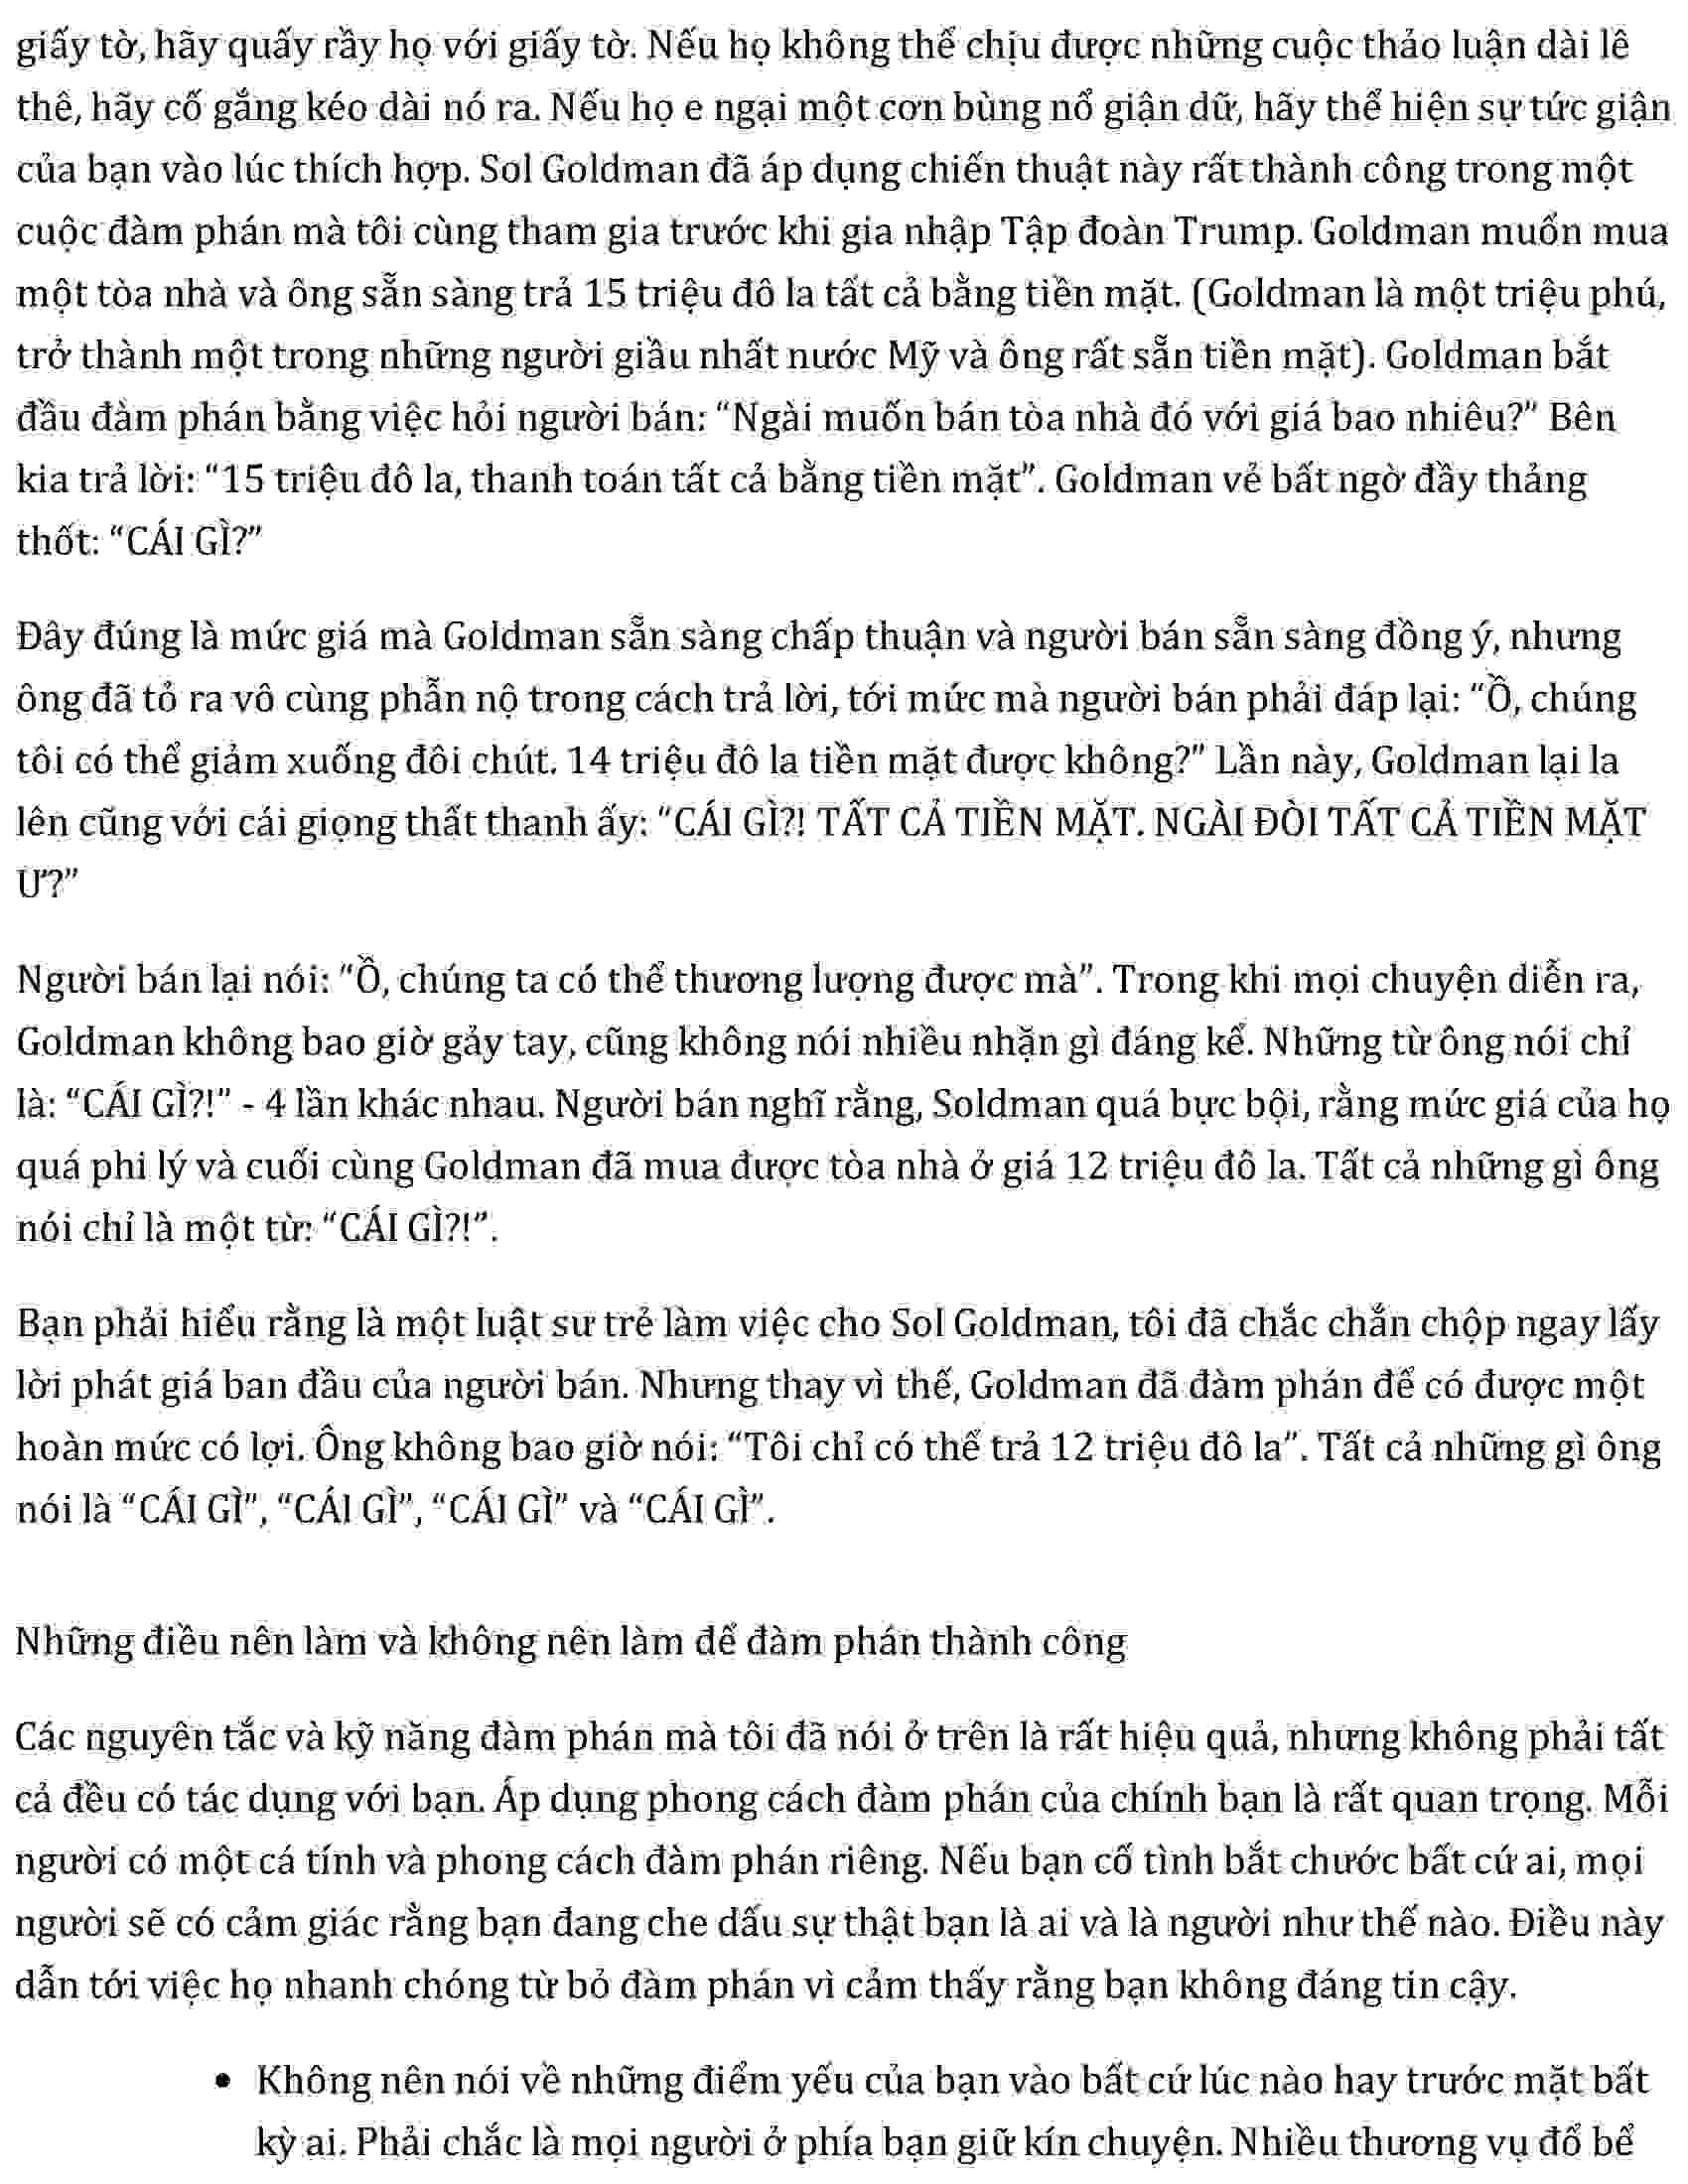 giấy tờ, hãy quấy rầy họ với giấy tờ. Nếu họ không thể chịu được những cuộc thảo luận dài lê
thê, hãy cố gắng kéo dài nó ra. Nếu họ e ngại một cơn bùng nổ giận dữ, hãy thể hiện sự tức giận
của bạn vào lúc thích hợp. Sol Goldman đã áp dụng chiến thuật này rất thành công trong một
cuộc đàm phán mà tôi cùng tham gia trước khi gia nhập Tập đoàn Trump. Goldman muốn mua
một tòa nhà và ông sẵn sàng trả 15 triệu đô la tất cả bằng tiền mặt. (Goldman là một triệu phú,
trở thành một trong những người giầu nhất nước Mỹ và ông rất sẵn tiền mặt). Goldman bắt
đầu đàm phán bằng việc hỏi người bán: “Ngài muốn bán tòa nhà đó với giá bao nhiêu?” Bên
kia trả lời: “15 triệu đô la, thanh toán tất cả bằng tiền mặt”. Goldman vẻ bất ngờ đầy thảng
thốt: “CÁI GÌ?”
Đây đúng là mức giá mà Goldman sẵn sàng chấp thuận và người bán sẵn sàng đồng ý, nhưng
ông đã tỏ ra vô cùng phẫn nộ trong cách trả lời, tới mức mà người bán phải đáp lại: “Ồ, chúng
tôi có thể giảm xuống đôi chút. 14 triệu đô la tiền mặt được không?” Lần này, Goldman lại la
lên cũng với cái giọng thất thanh ấy: “CÁI GÌ?! TẤT CẢ TIỀN MẶT. NGÀI ĐÒI TẤT CẢ TIỀN MẶT
Ư?”
Người bán lại nói: “Ồ, chúng ta có thể thương lượng được mà”. Trong khi mọi chuyện diễn ra,
Goldman không bao giờ gảy tay, cũng không nói nhiều nhặn gì đáng kể. Những từ ông nói chỉ
là: “CÁI GÌ?!” - 4 lần khác nhau. Người bán nghĩ rằng, Soldman quá bực bội, rằng mức giá của họ
quá phi lý và cuối cùng Goldman đã mua được tòa nhà ở giá 12 triệu đô la. Tất cả những gì ông
nói chỉ là một từ: “CÁI GÌ?!”.
Bạn phải hiểu rằng là một luật sư trẻ làm việc cho Sol Goldman, tôi đã chắc chắn chộp ngay lấy
lời phát giá ban đầu của người bán. Nhưng thay vì thế, Goldman đã đàm phán để có được một
hoàn mức có lợi. Ông không bao giờ nói: “Tôi chỉ có thể trả 12 triệu đô la”. Tất cả những gì ông
nói là “CÁI GÌ”, “CÁI GÌ”, “CÁI GÌ” và “CÁI GÌ”.
Những điều nên làm và không nên làm để đàm phán thành công
Các nguyên tắc và kỹ năng đàm phán mà tôi đã nói ở trên là rất hiệu quả, nhưng không phải tất
cả đều có tác dụng với bạn. Áp dụng phong cách đàm phán của chính bạn là rất quan trọng. Mỗi
người có một cá tính và phong cách đàm phán riêng. Nếu bạn cố tình bắt chước bất cứ ai, mọi
người sẽ có cảm giác rằng bạn đang che dấu sự thật bạn là ai và là người như thế nào. Điều này
dẫn tới việc họ nhanh chóng từ bỏ đàm phán vì cảm thấy rằng bạn không đáng tin cậy.
• Không nên nói về những điểm yếu của bạn vào bất cứ lúc nào hay trước mặt bất
kỳ ai. Phải chắc là mọi người ở phía bạn giữ kín chuyện. Nhiều thương vụ đổ bể